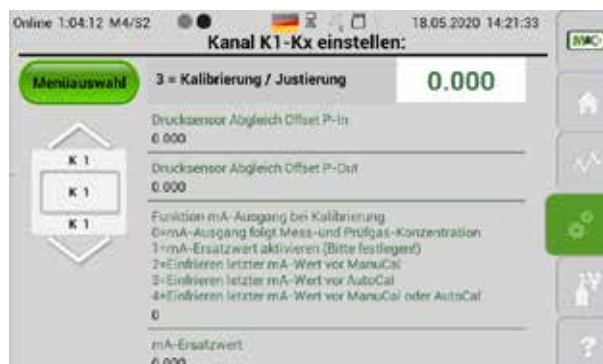 Online 1:04:12 M4/S2 18.05.2020 14:21:33
Kanal K1-Kx einstellen:
Menüauswahl
3 = Kalibrierung / Justierung
0.000
Drucksensor Abgleich Offset P-In
0.000
Drucksensor Abgleich Offset P-Out
0.000
K 1
K 1
K 1
Funktion mA-Ausgang bei Kalibrierung
0=mA-Ausgang folgt Mess-und Prüfgas-Konzentration
1=mA-Ersatzwert aktivieren (Bitte festlegen!)
2=Einfrieren letzter mA-Wert vor ManuCal
3=Einfrieren letzter mA-Wert vor AutoCal
4=Einfrieren letzter mA-Wert vor ManuCal oder AutoCal
0
mA-Ersatzwert
0.000
?